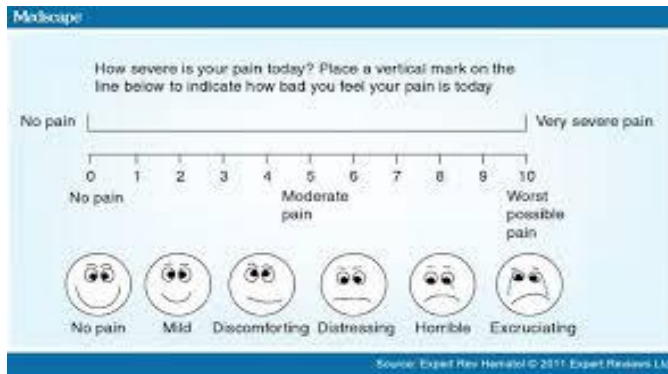 Medscape
How severe is your pain today? Place a vertical mark on the
line below to indicate how bad you feel your pain is today
No pain Very severe pain
0 1 2 3 4 5 6 7 8 9 10
No pain Moderate pain Worst possible pain
No pain Mild Discomforting Distressing Horrible Excruciating
Source: Expert Rev Hematol © 2011 Expert Reviews Ltd